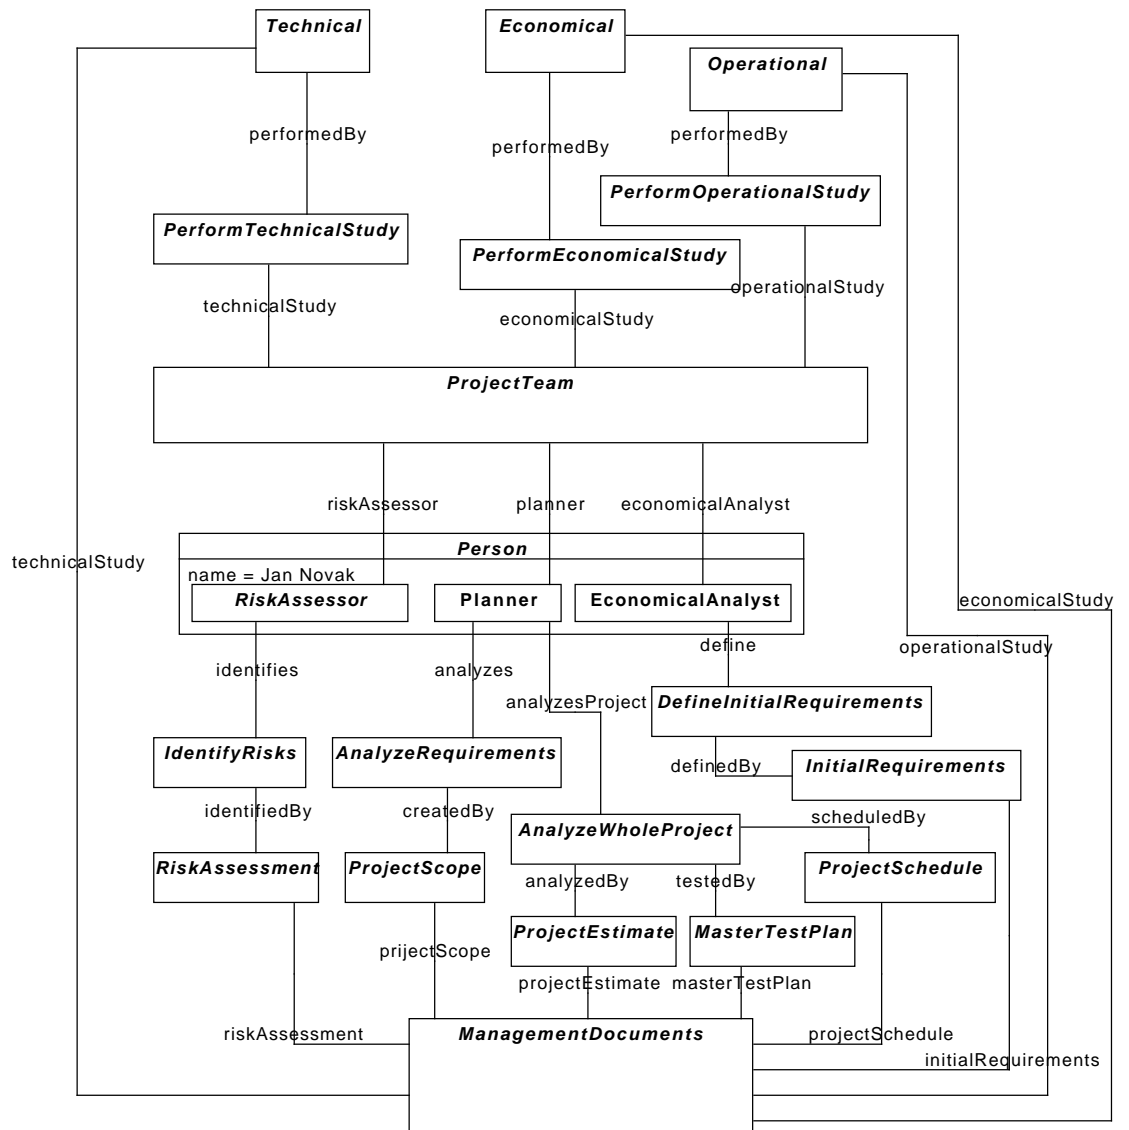 Technical
Economical
Operational
performedBy
performedBy
performedBy
PerformOperationalStudy
PerformTechnicalStudy
PerformEconomicalStudy
operationalStudy
technicalStudy
economicalStudy
ProjectTeam
riskAssessor
planner
economicalAnalyst
Person
technicalStudy
name = Jan Novak
RiskAssessor
Planner
EconomicalAnalyst
economicalStudy
define
operationalStudy
identifies
analyzes
analyzesProject
DefineInitialRequirements
IdentifyRisks
AnalyzeRequirements
definedBy
InitialRequirements
identifiedBy
createdBy
scheduledBy
AnalyzeWholeProject
RiskAssessment
ProjectScope
ProjectSchedule
analyzedBy
testedBy
ProjectEstimate
MasterTestPlan
prijectScope
projectEstimate
masterTestPlan
riskAssessment
ManagementDocuments
projectSchedule
initialRequirements